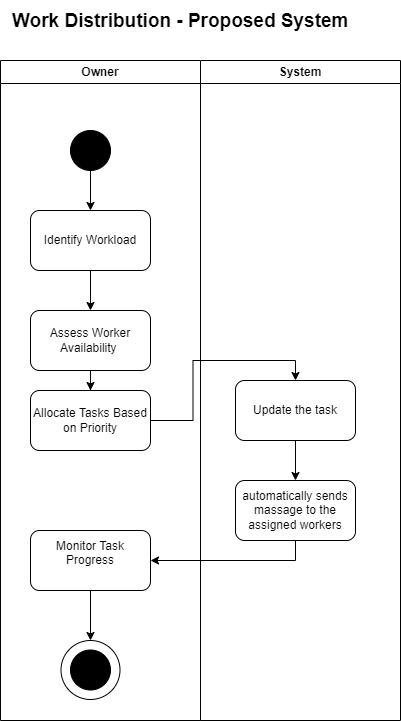 Work Distribution - Proposed System
Owner
System
Identify Workload
Assess Worker
Availability
Allocate Tasks Based
on Priority
Update the task
automatically sends
massage to the
assigned workers
Monitor Task
Progress